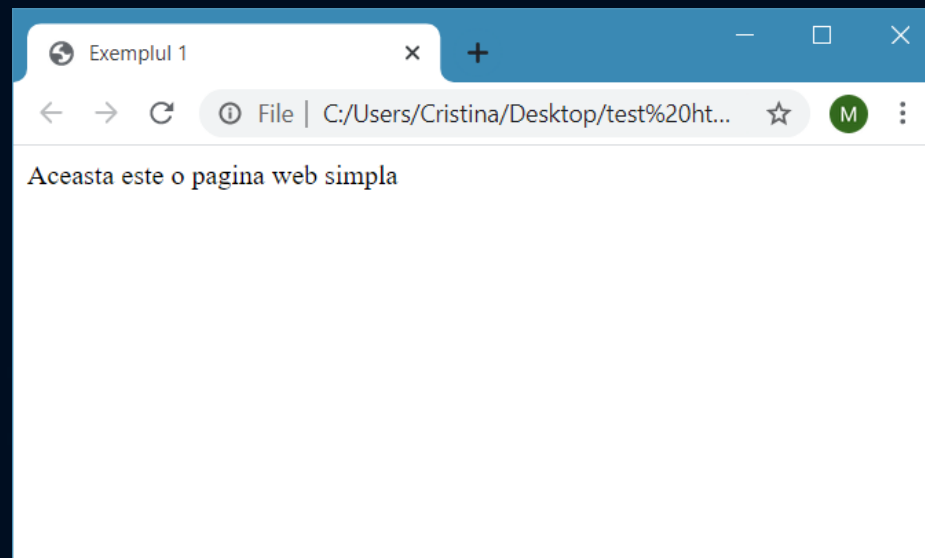 Exemplul 1
File | C:/Users/Cristina/Desktop/test%20ht...
M
Aceasta este o pagina web simpla